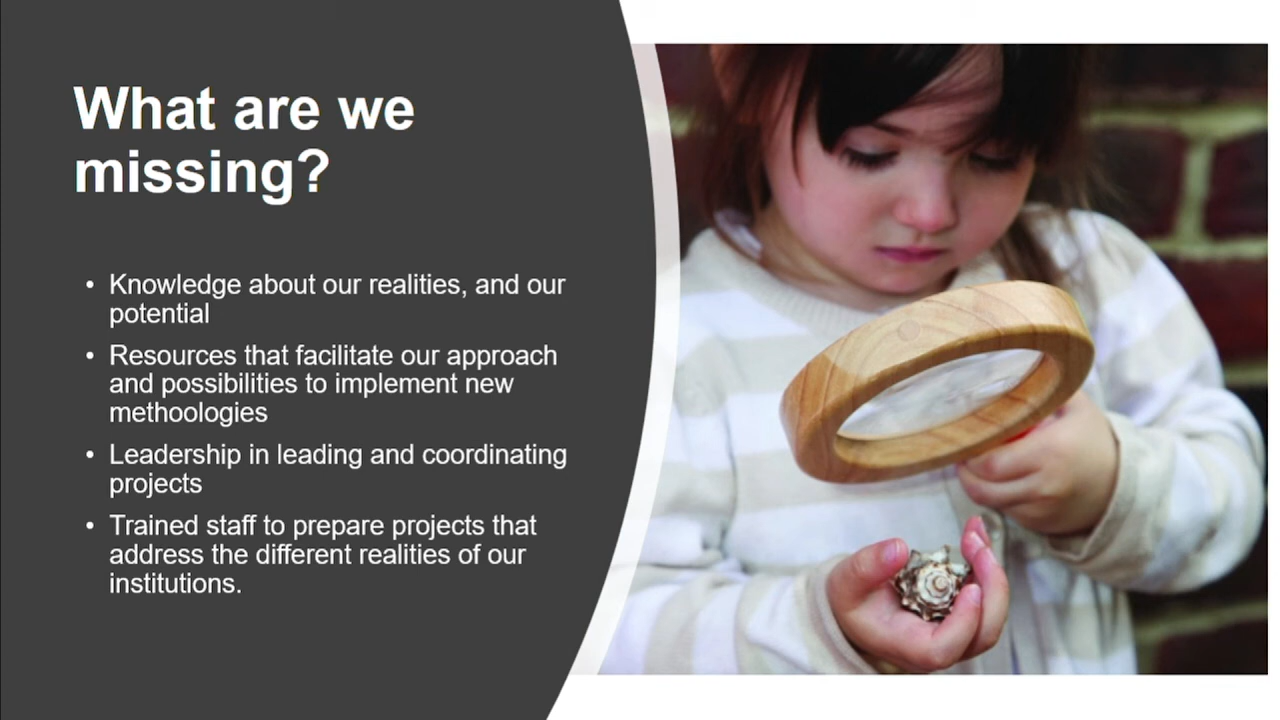 What are we
missing?
• Knowledge about our realities, and our
potential
• Resources that facilitate our approach
and possibilities to implement new
methoologies
• Leadership in leading and coordinating
projects
• Trained staff to prepare projects that
address the different realities of our
institutions.